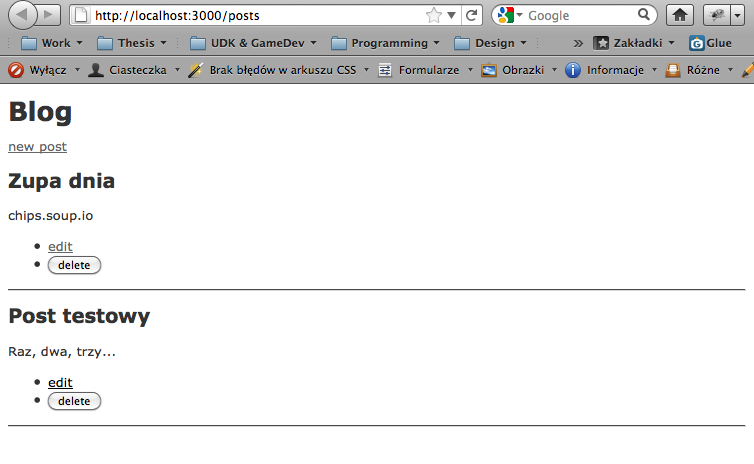 http://localhost:3000/posts
Google
Work Thesis UDK & GameDev Programming Design » Zakładki Glue
Wyłącz Ciasteczka Brak błędów w arkuszu CSS Formularze Obrazki Informacje Różne
Blog
new post
Zupa dnia
chips.soup.io
edit
delete
Post testowy
Raz, dwa, trzy...
edit
delete